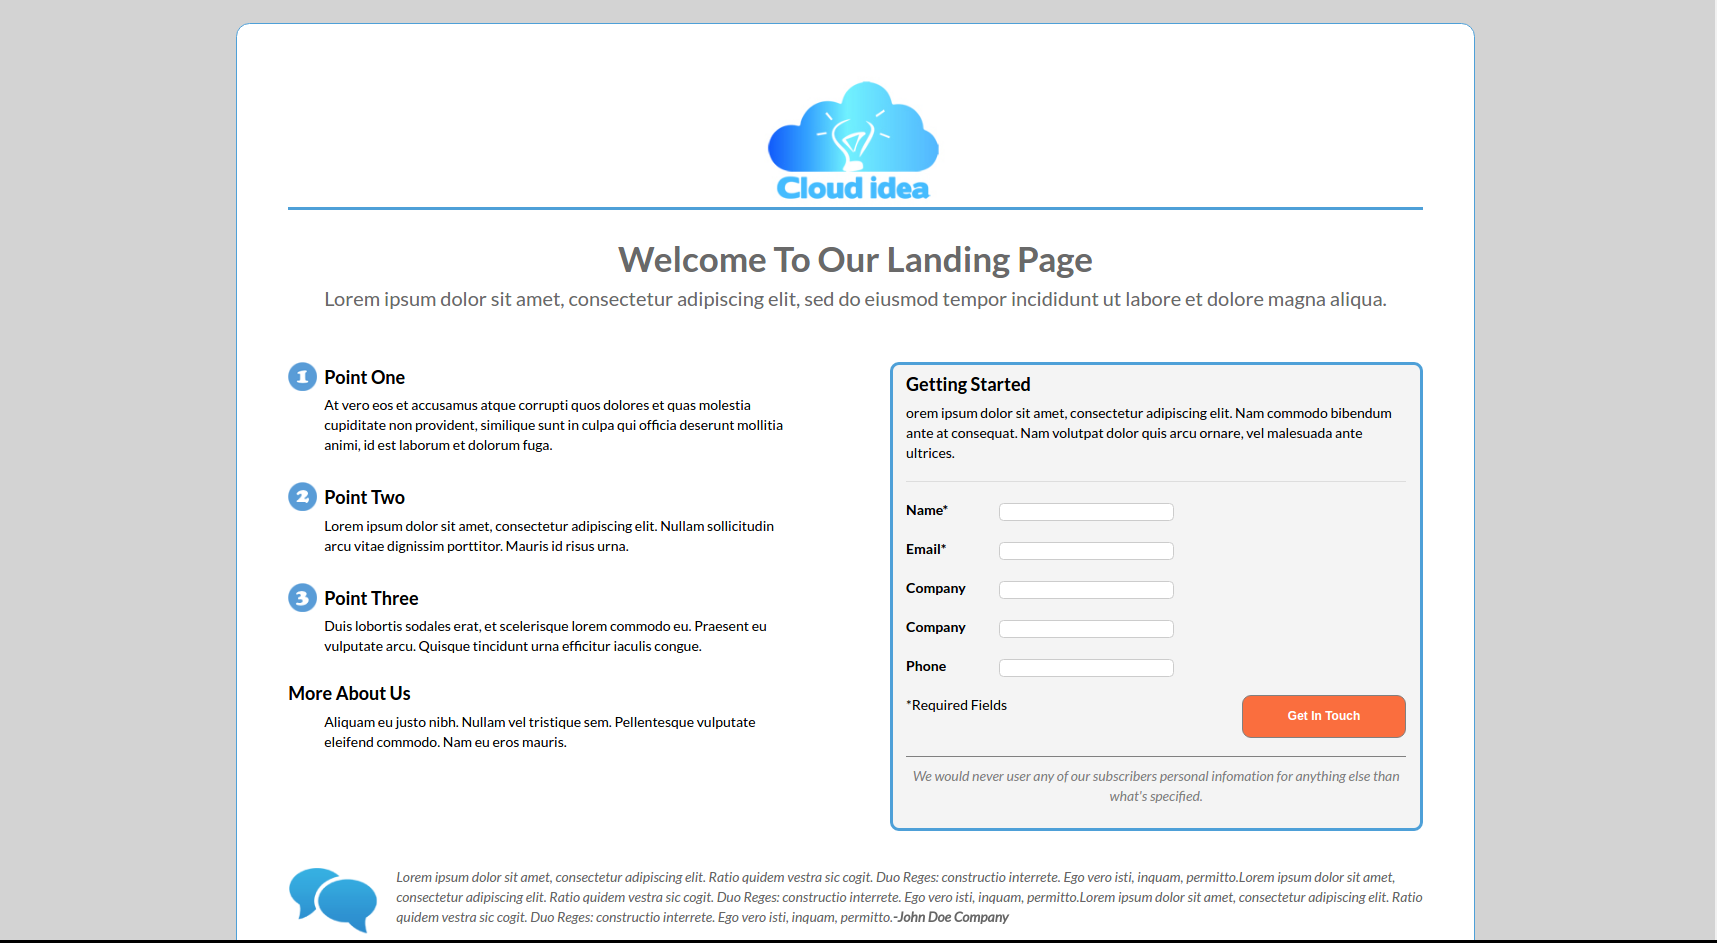 Cloud idea
Welcome To Our Landing Page
Lorem ipsum dolor sit amet, consectetur adipiscing elit, sed do eiusmod tempor incididunt ut labore et dolore magna aliqua.
1 Point One
At vero eos et accusamus atque corrupti quos dolores et quas molestia
cupiditate non provident, similique sunt in culpa qui officia deserunt mollitia
animi, id est laborum et dolorum fuga.
2 Point Two
Lorem ipsum dolor sit amet, consectetur adipiscing elit. Nullam sollicitudin
arcu vitae dignissim porttitor. Mauris id risus urna.
3 Point Three
Duis lobortis sodales erat, et scelerisque lorem commodo eu. Praesent eu
vulputate arcu. Quisque tincidunt urna efficitur iaculis congue.
More About Us
Aliquam eu justo nibh. Nullam vel tristique sem. Pellentesque vulputate
eleifend commodo. Nam eu eros mauris.
Getting Started
orem ipsum dolor sit amet, consectetur adipiscing elit. Nam commodo bibendum
ante at consequat. Nam volutpat dolor quis arcu ornare, vel malesuada ante
ultrices.
Name*
Email*
Company
Company
Phone
*Required Fields
Get In Touch
We would never user any of our subscribers personal infomation for anything else than
what's specified.
Lorem ipsum dolor sit amet, consectetur adipiscing elit. Ratio quidem vestra sic cogit. Duo Reges: constructio interrete. Ego vero isti, inquam, permitto.Lorem ipsum dolor sit amet,
consectetur adipiscing elit. Ratio quidem vestra sic cogit. Duo Reges: constructio interrete. Ego vero isti, inquam, permitto.Lorem ipsum dolor sit amet, consectetur adipiscing elit. Ratio
quidem vestra sic cogit. Duo Reges: constructio interrete. Ego vero isti, inquam, permitto.-John Doe Company